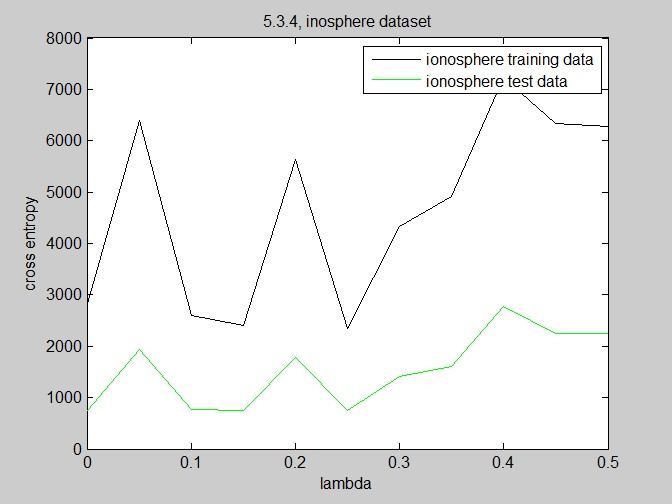 5.3.4, inosphere dataset
8000
7000
6000
5000
4000
3000
2000
1000
0
cross entropy
ionosphere training data
ionosphere test data
0 0.1 0.2 0.3 0.4 0.5
lambda